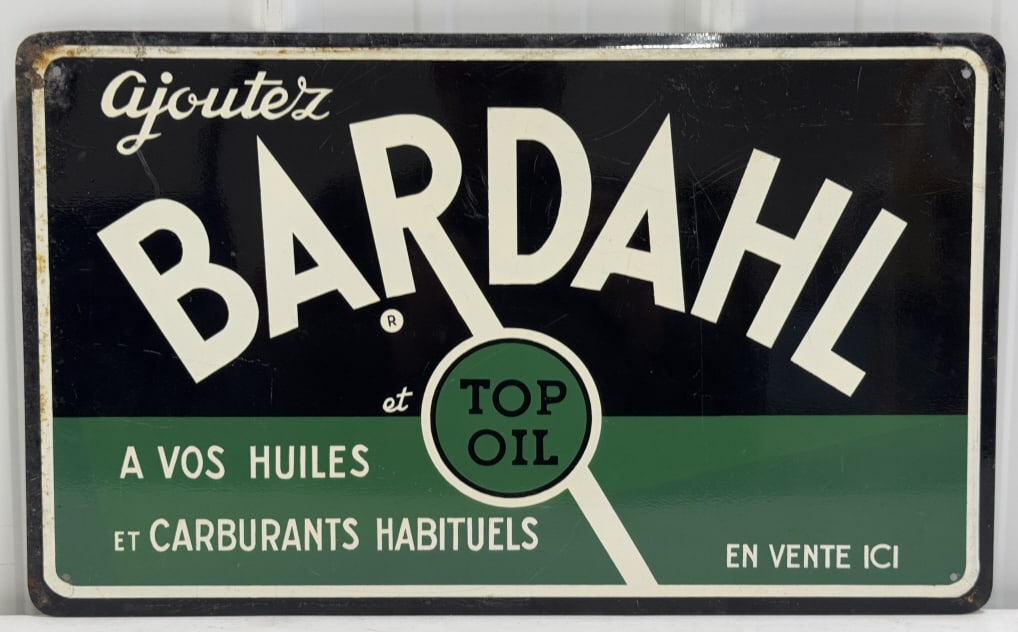 ajoutez
BARDAHL
®
et TOP OIL
A VOS HUILES
ET CARBURANTS HABITUELS
EN VENTE ICI